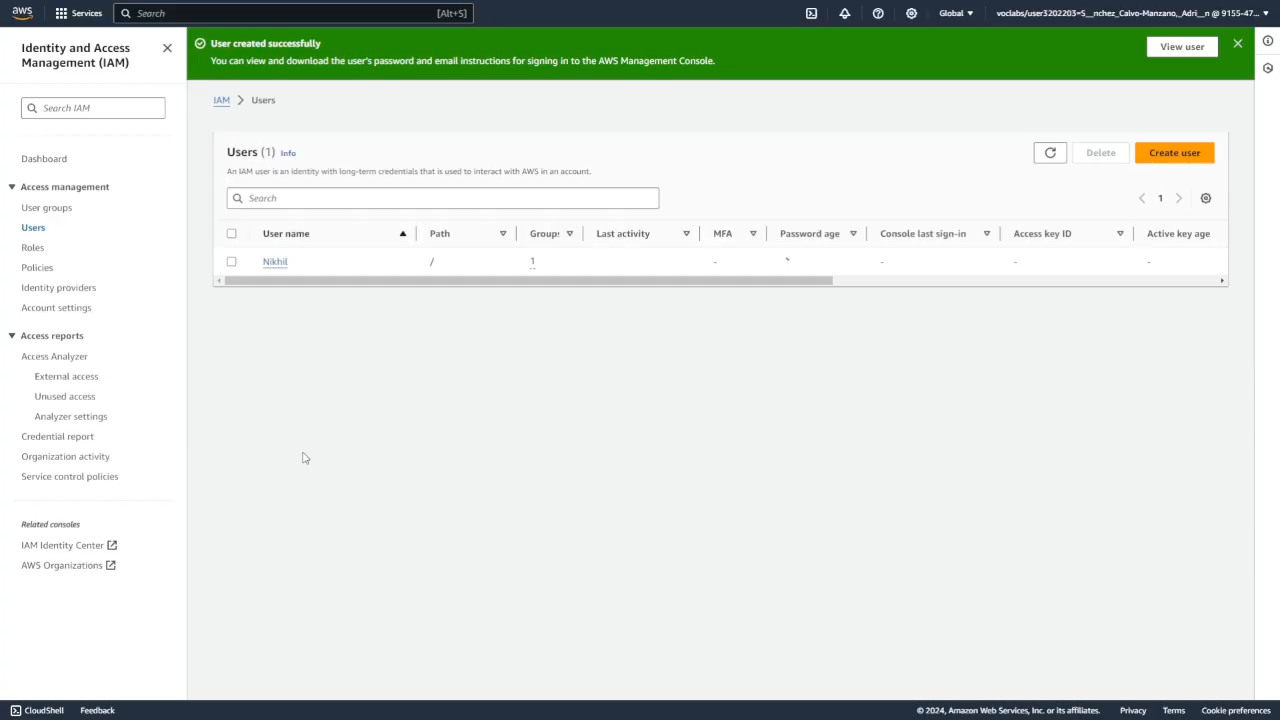 aws Services Search [Alt+S] Global voclabs/user3202203=S__nchez_Calvo-Manzano,_Adri__n @ 9155-47...
Identity and Access
Management (IAM)
Search IAM
Dashboard
Access management
User groups
Users
Roles
Policies
Identity providers
Account settings
Access reports
Access Analyzer
External access
Unused access
Analyzer settings
Credential report
Organization activity
Service control policies
Related consoles
IAM Identity Center
AWS Organizations
User created successfully
You can view and download the user's password and email instructions for signing in to the AWS Management Console.
View user
IAM > Users
Users (1) Info
An IAM user is an identity with long-term credentials that is used to interact with AWS in an account.
Delete
Create user
Search
1
User name Path Group: Last activity MFA Password age Console last sign-in Access key ID Active key age
Nikhil / 1 - - - -
CloudShell Feedback © 2024, Amazon Web Services, Inc. or its affiliates. Privacy Terms Cookie preferences